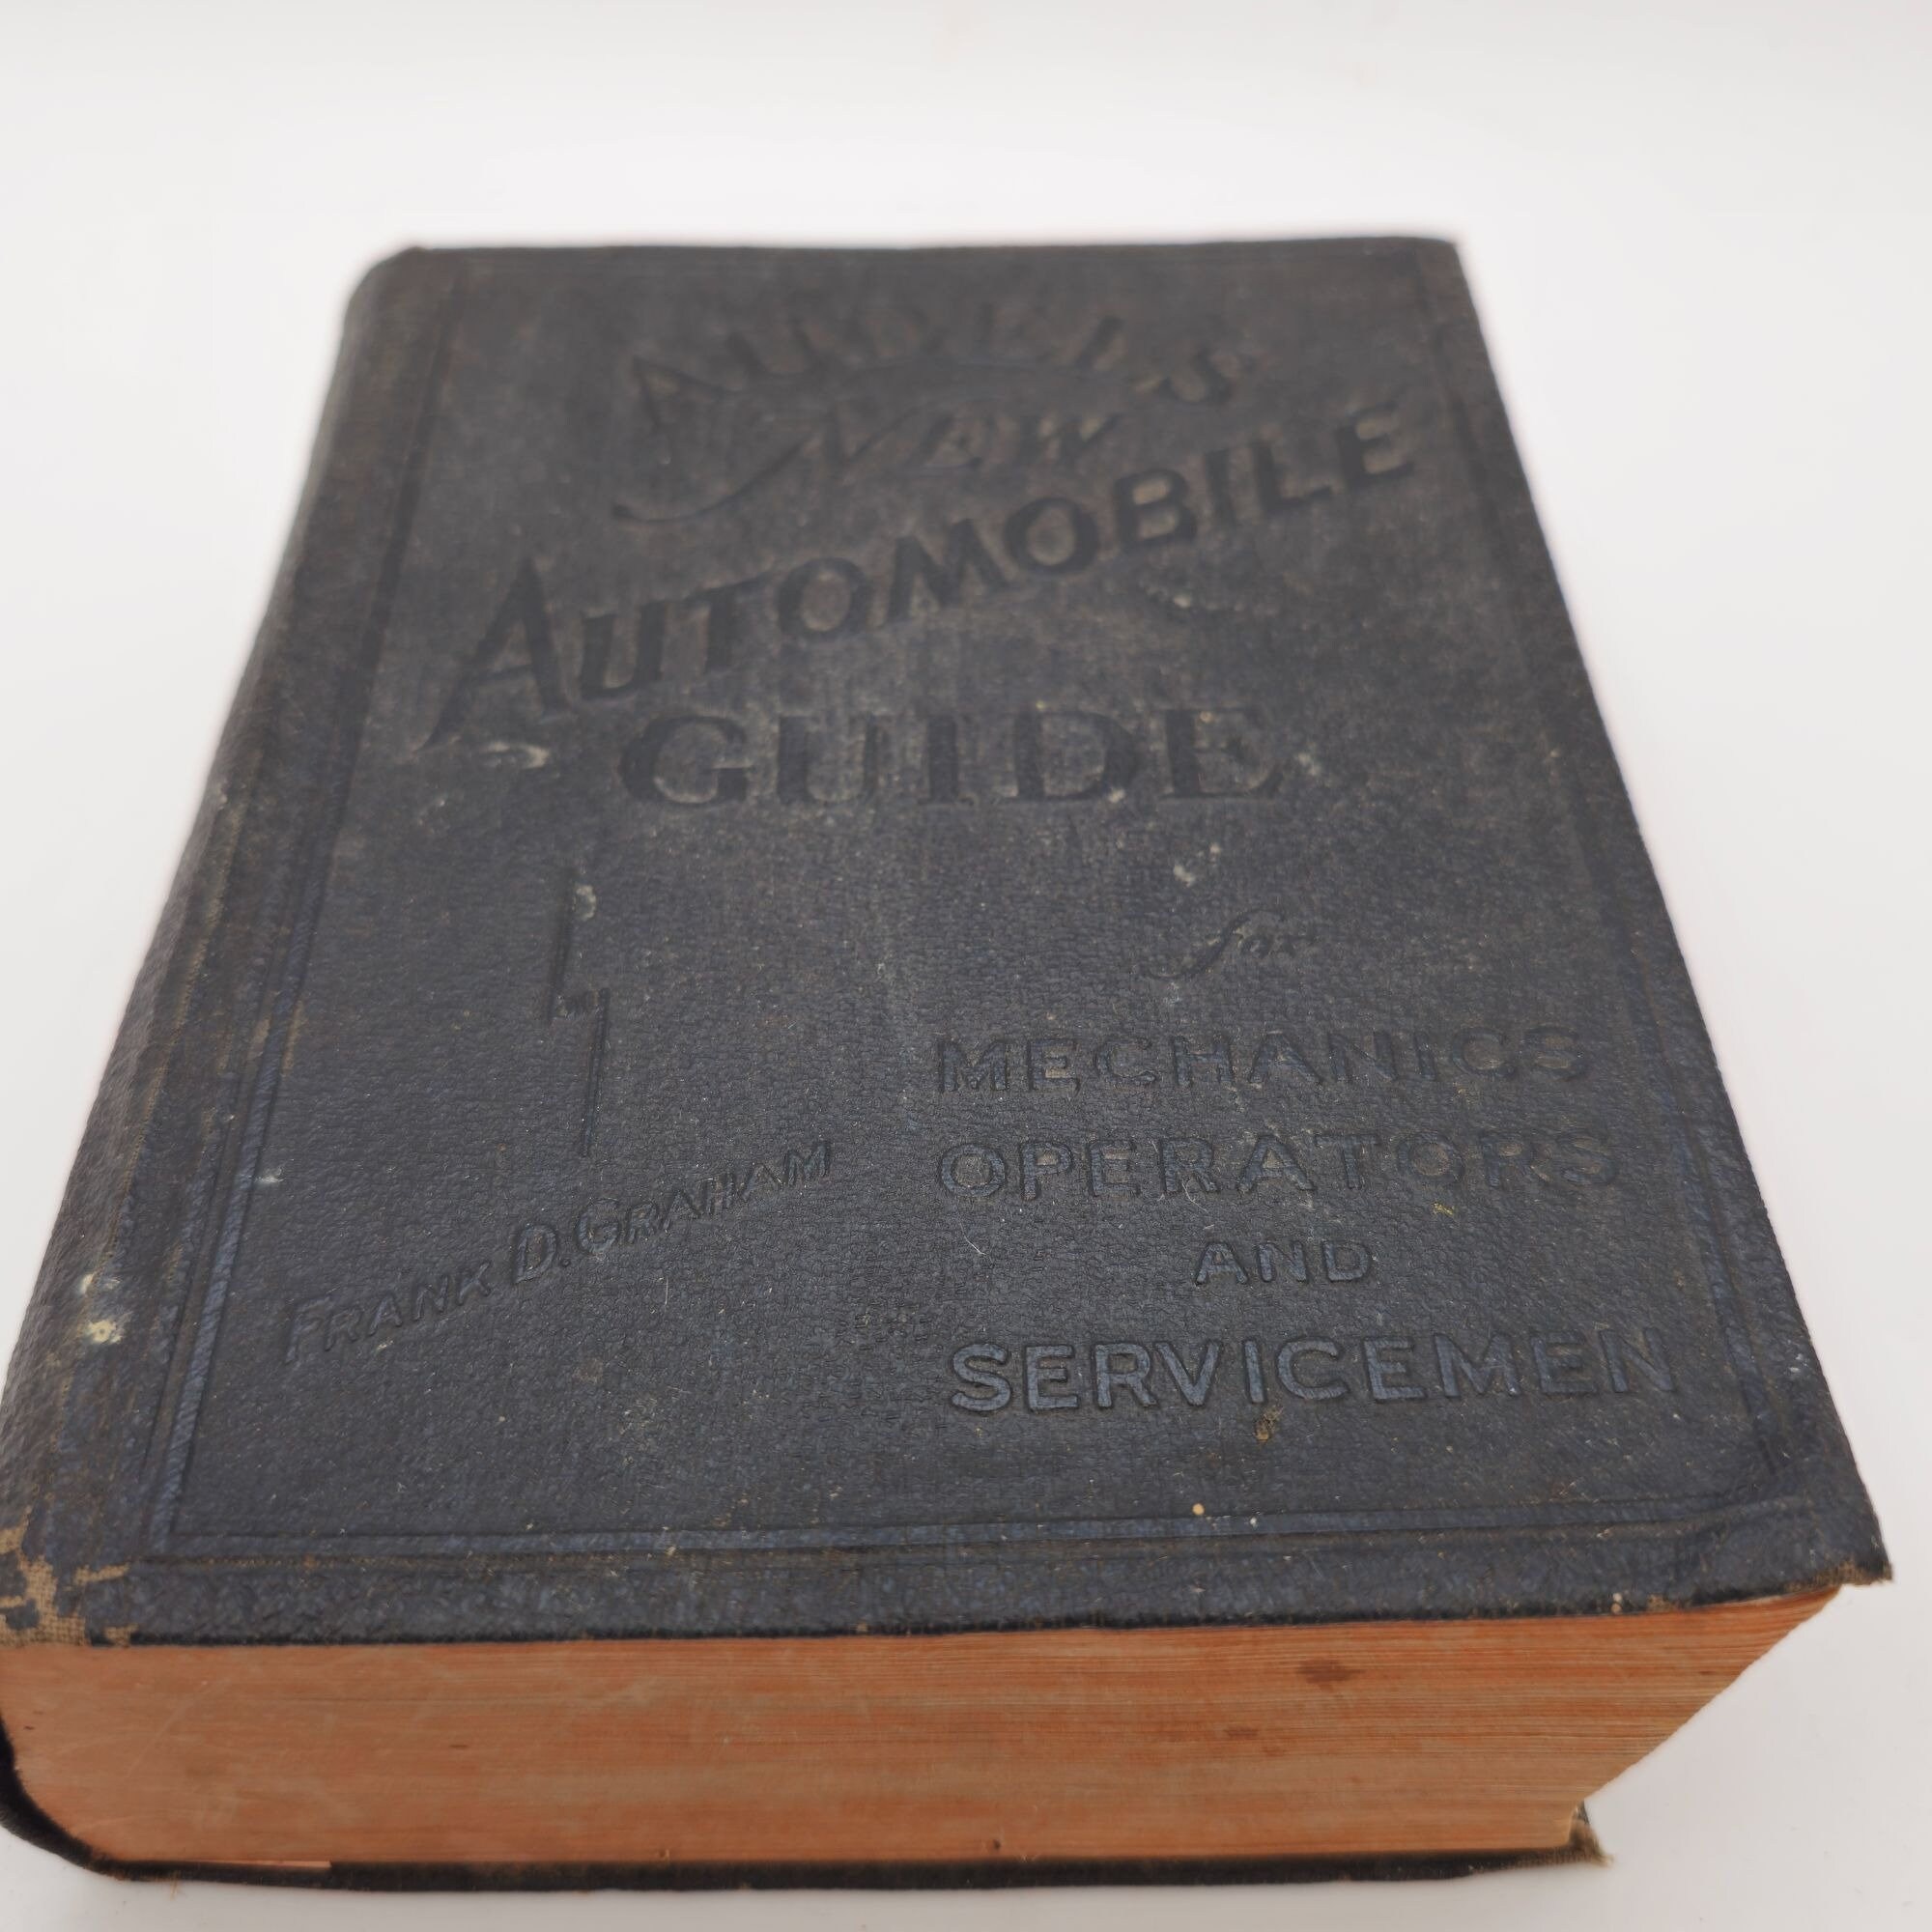 AUDELS
NEW
AUTOMOBILE
GUIDE
for
MECHANICS
OPERATORS
AND
SERVICEMEN
FRANK D. GRAHAM